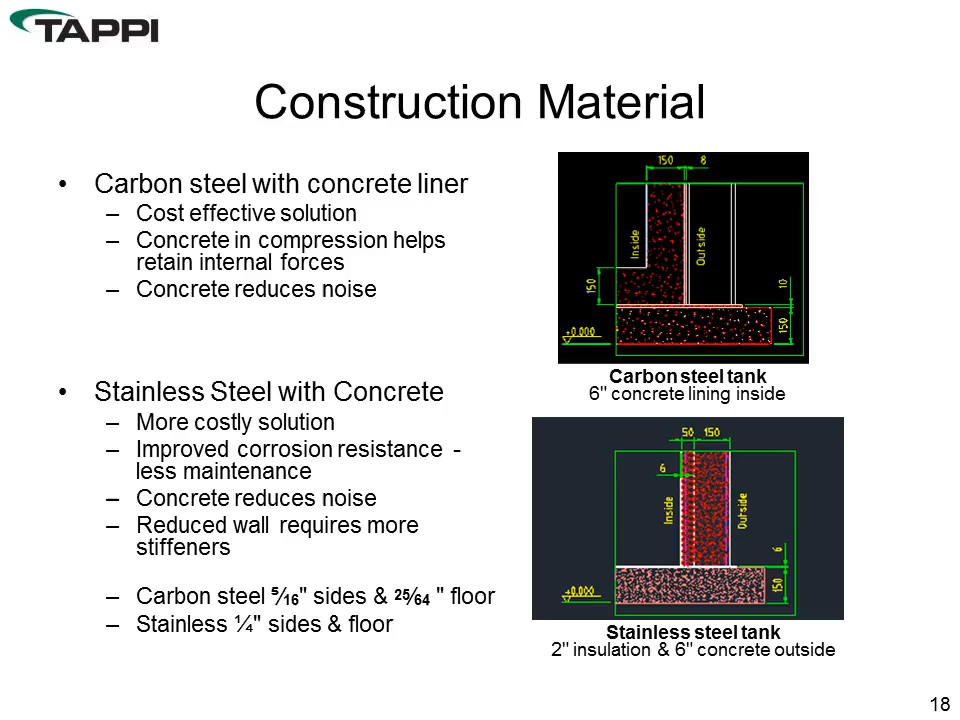 TAPPI
Construction Material
• Carbon steel with concrete liner
– Cost effective solution
– Concrete in compression helps
retain internal forces
– Concrete reduces noise
• Stainless Steel with Concrete
– More costly solution
– Improved corrosion resistance -
less maintenance
– Concrete reduces noise
– Reduced wall requires more
stiffeners
– Carbon steel ⁵⁄₁₆" sides & ²⁵⁄₆₄ " floor
– Stainless ¼" sides & floor
150 8
Inside
Outside
150
10
150
+0.000
Carbon steel tank
6" concrete lining inside
50 150
6
Inside
Outside
6
150
+0.000
Stainless steel tank
2" insulation & 6" concrete outside
18